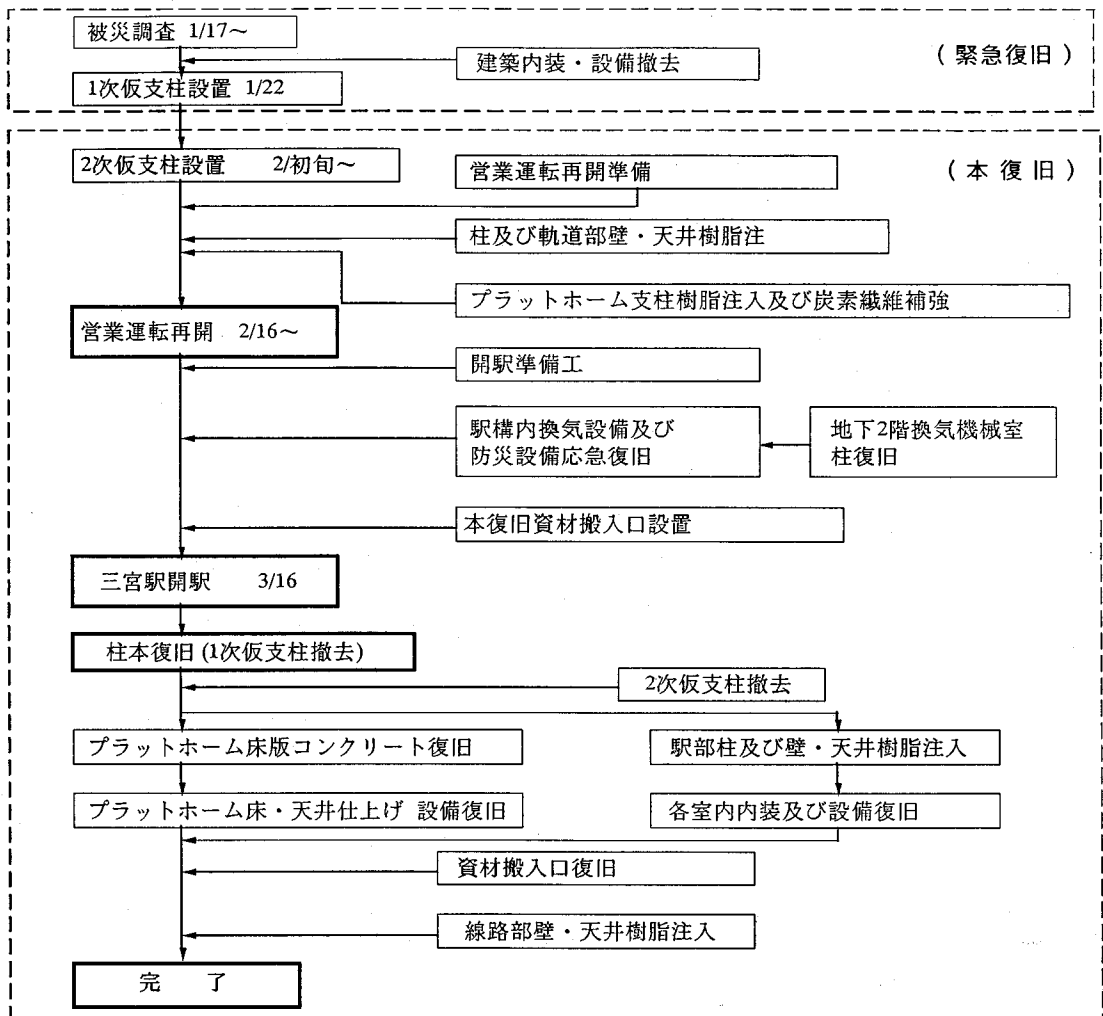 被災調査 1/17～
（緊急復旧）
建築内装・設備撤去
1次仮支柱設置 1/22
2次仮支柱設置 2/初旬～
営業運転再開準備
（本復旧）
柱及び軌道部壁・天井樹脂注
プラットホーム支柱樹脂注入及び炭素繊維補強
営業運転再開 2/16～
開駅準備工
駅構内換気設備及び
防災設備応急復旧
地下2階換気機械室
柱復旧
本復旧資材搬入口設置
三宮駅開駅 3/16
柱本復旧(1次仮支柱撤去)
2次仮支柱撤去
プラットホーム床版コンクリート復旧
駅部柱及び壁・天井樹脂注入
プラットホーム床・天井仕上げ 設備復旧
各室内内装及び設備復旧
資材搬入口復旧
線路部壁・天井樹脂注入
完 了